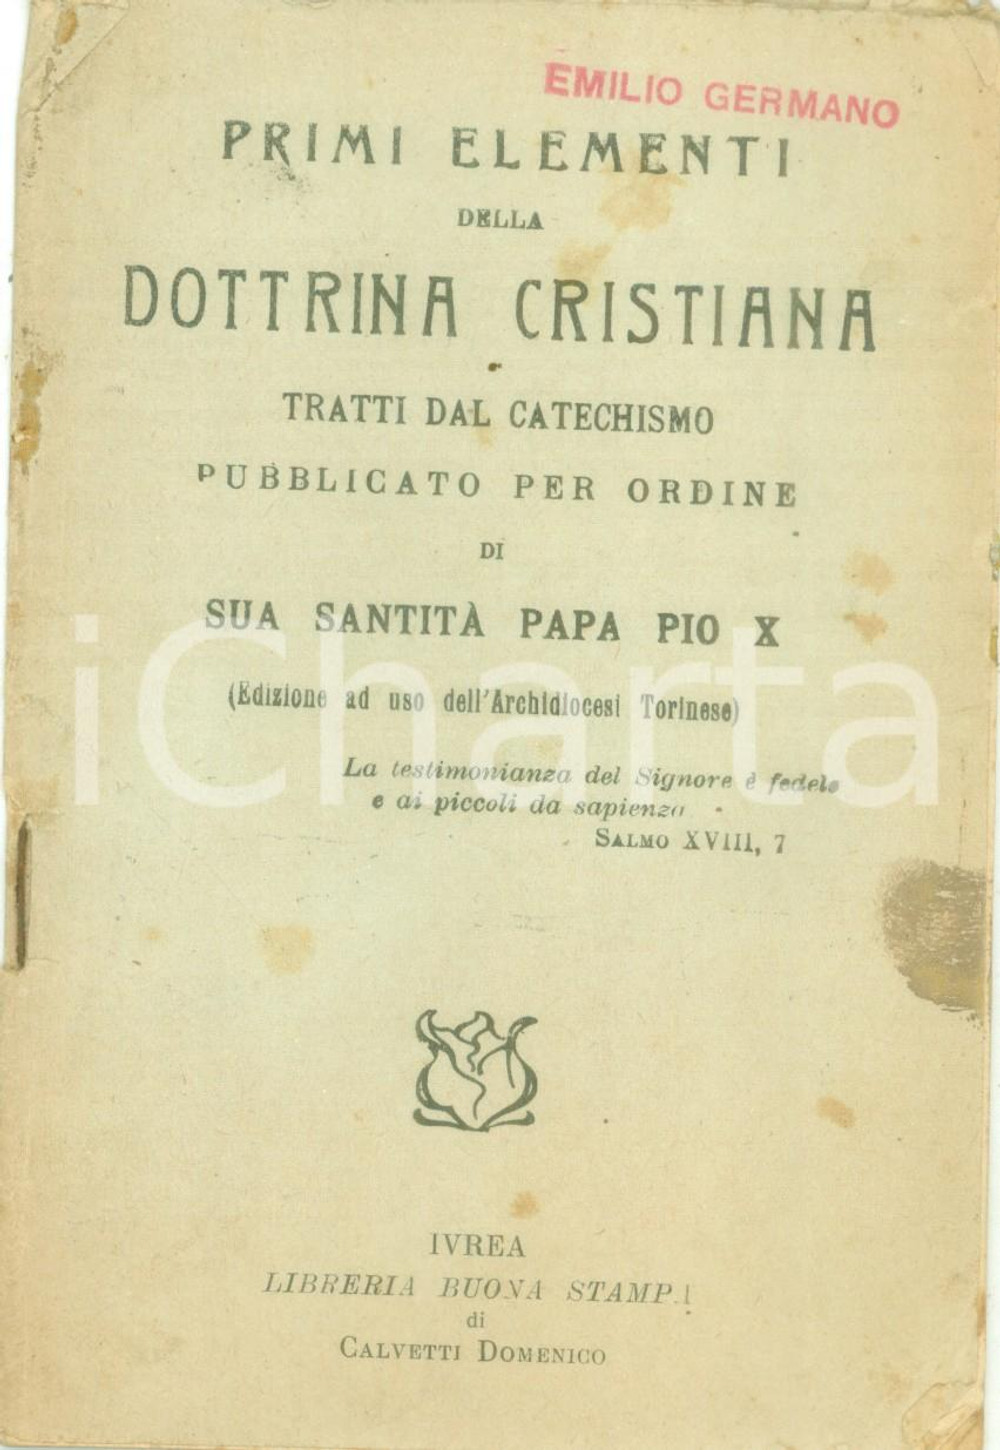 EMILIO GERMANO
PRIMI ELEMENTI
DELLA
DOTTRINA CRISTIANA
TRATTI DAL CATECHISMO
PUBBLICATO PER ORDINE
DI
SUA SANTITÀ PAPA PIO X
(Edizione ad uso dell'Archidiocesi Torinese)
iCharta
La testimonianza del Signore è fedele
e ai piccoli da sapienza
SALMO XVIII, 7
IVREA
LIBRERIA BUONA STAMPA
di
CALVETTI DOMENICO